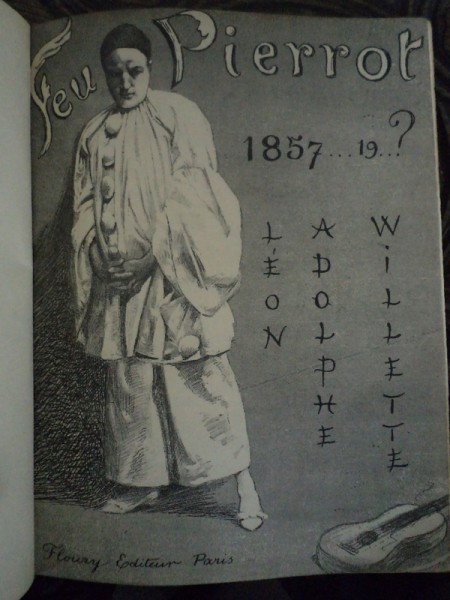 Feu Pierrot
1857...19..?
LÉON
ADOLPHE
WiLLETTE
Floury Editeur Paris